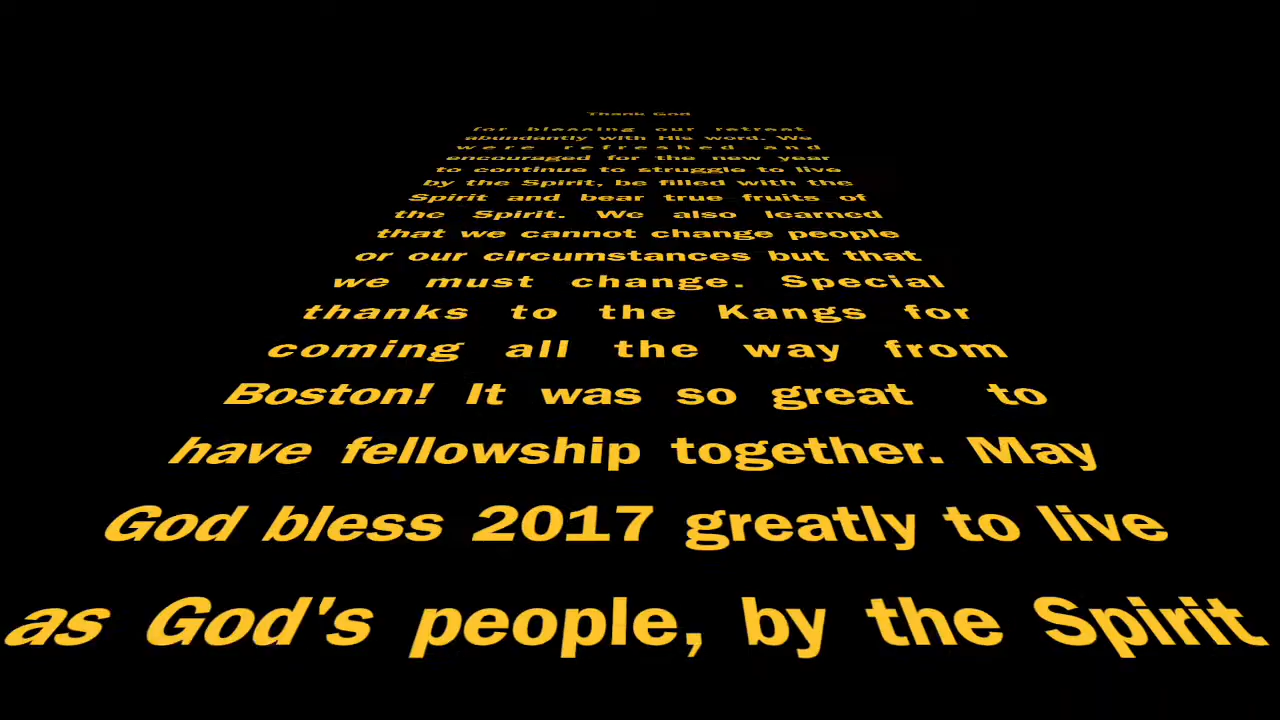 Thank God
for blessing our retreat
abundantly with His word. We
were refreshed and
encouraged for the new year
to continue to struggle to live
by the Spirit, be filled with the
Spirit and bear true fruits of
the Spirit. We also learned
that we cannot change people
or our circumstances but that
we must change. Special
thanks to the Kangs for
coming all the way from
Boston! It was so great to
have fellowship together. May
God bless 2017 greatly to live
as God's people, by the Spirit